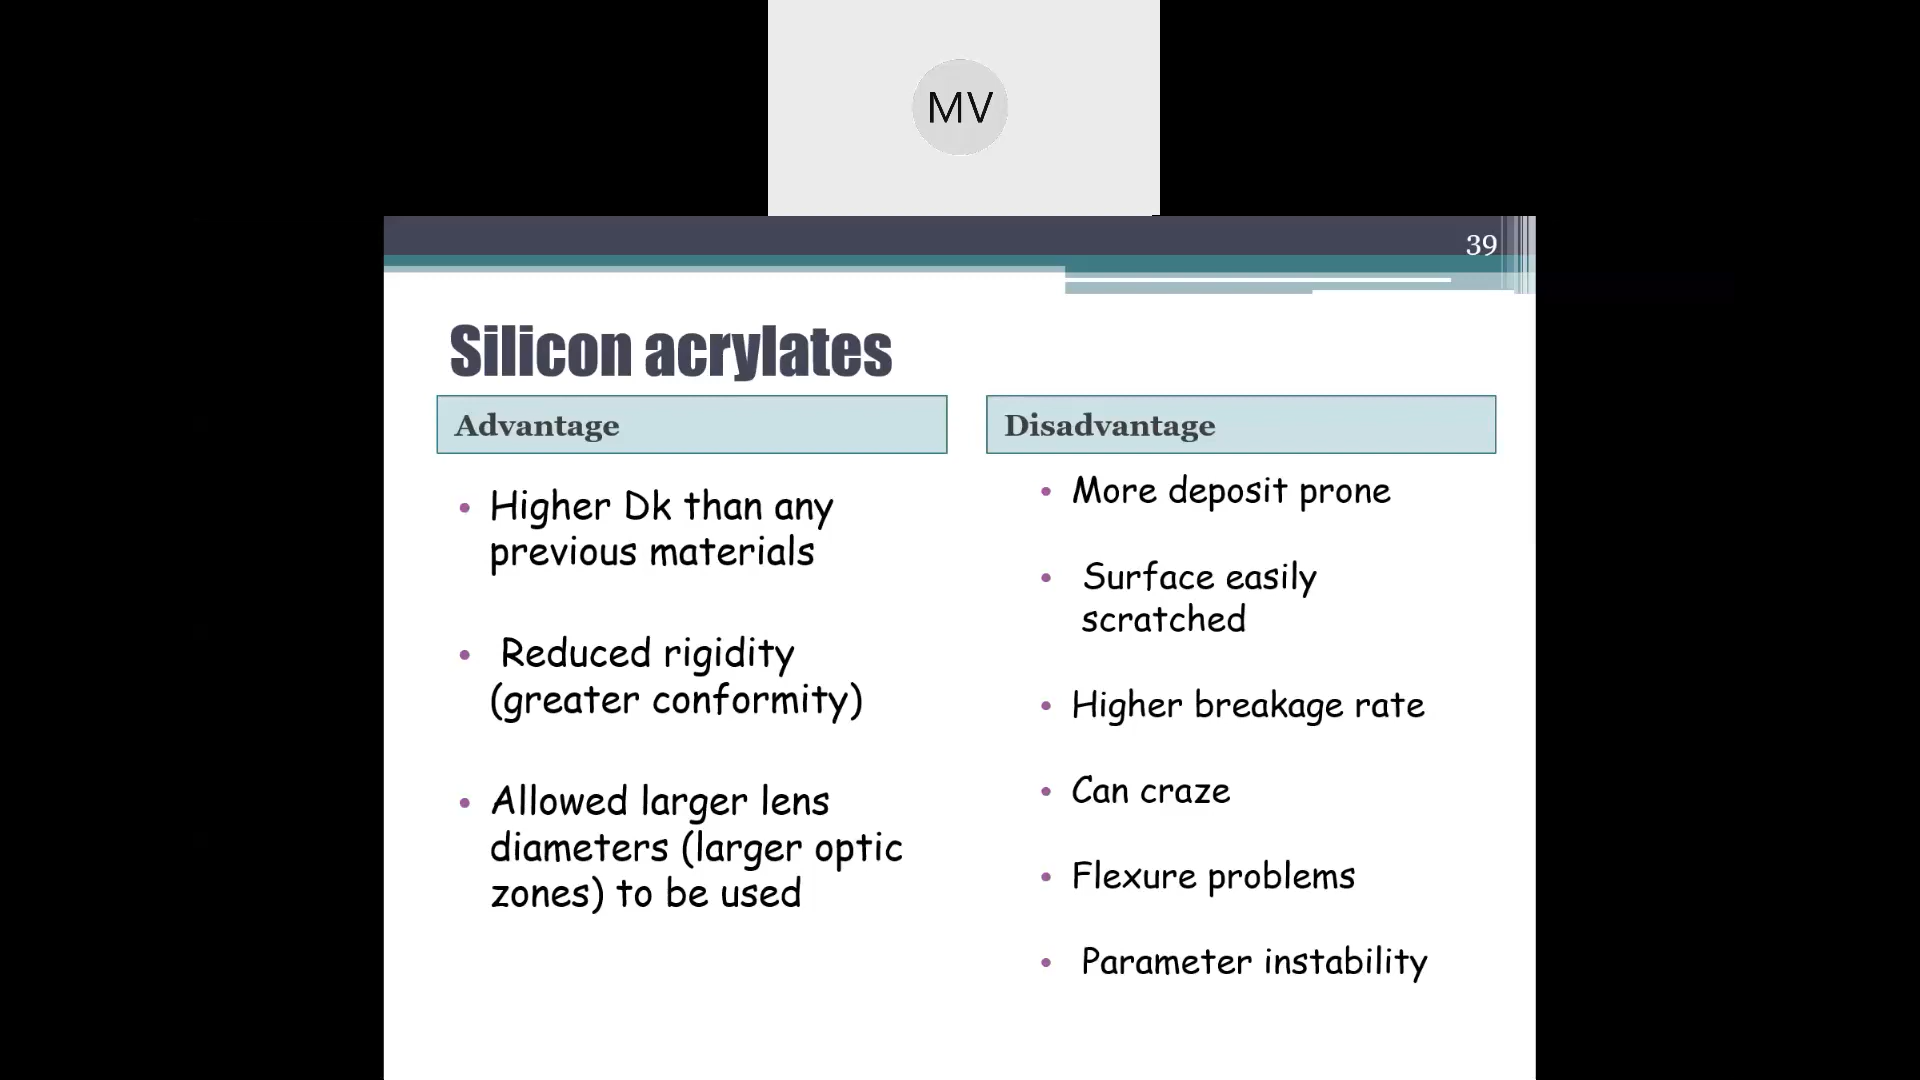 MV
39
Silicon acrylates
Advantage
• Higher Dk than any
previous materials
• Reduced rigidity
(greater conformity)
• Allowed larger lens
diameters (larger optic
zones) to be used
Disadvantage
• More deposit prone
• Surface easily
scratched
• Higher breakage rate
• Can craze
• Flexure problems
• Parameter instability